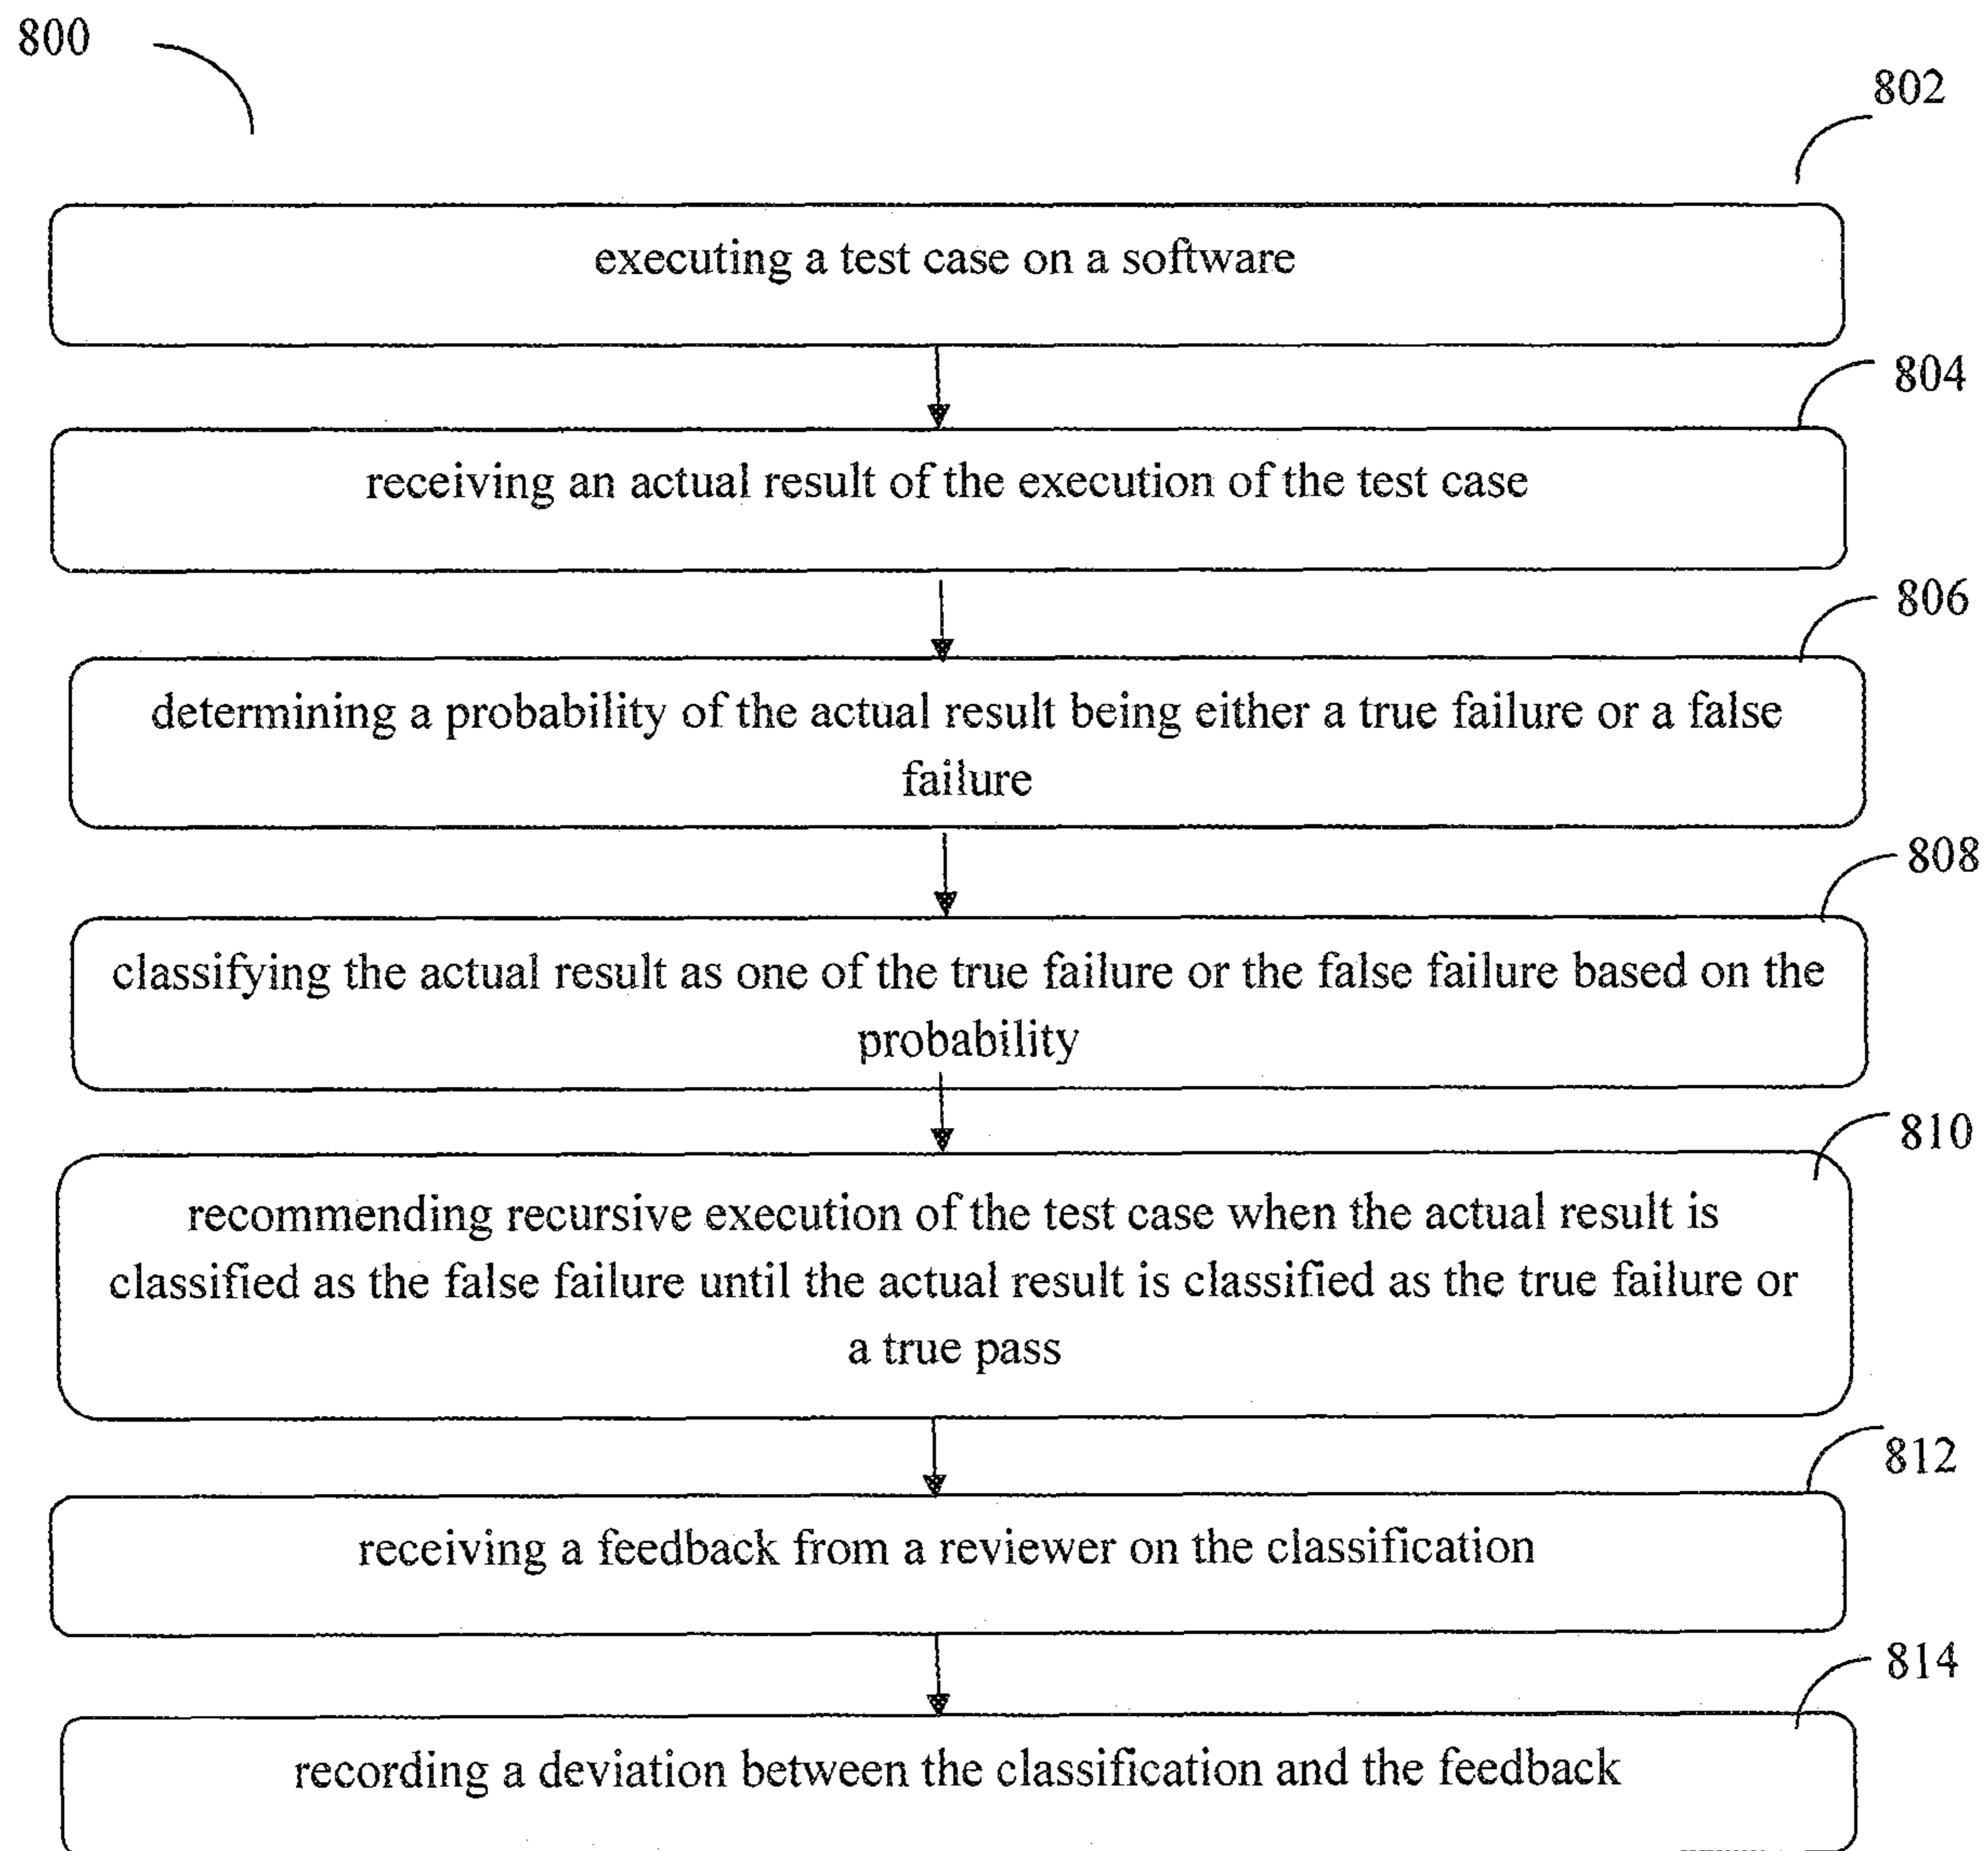 800
802
executing a test case on a software
804
receiving an actual result of the execution of the test case
806
determining a probability of the actual result being either a true failure or a false
failure
808
classifying the actual result as one of the true failure or the false failure based on the
probability
810
recommending recursive execution of the test case when the actual result is
classified as the false failure until the actual result is classified as the true failure or
a true pass
812
receiving a feedback from a reviewer on the classification
814
recording a deviation between the classification and the feedback